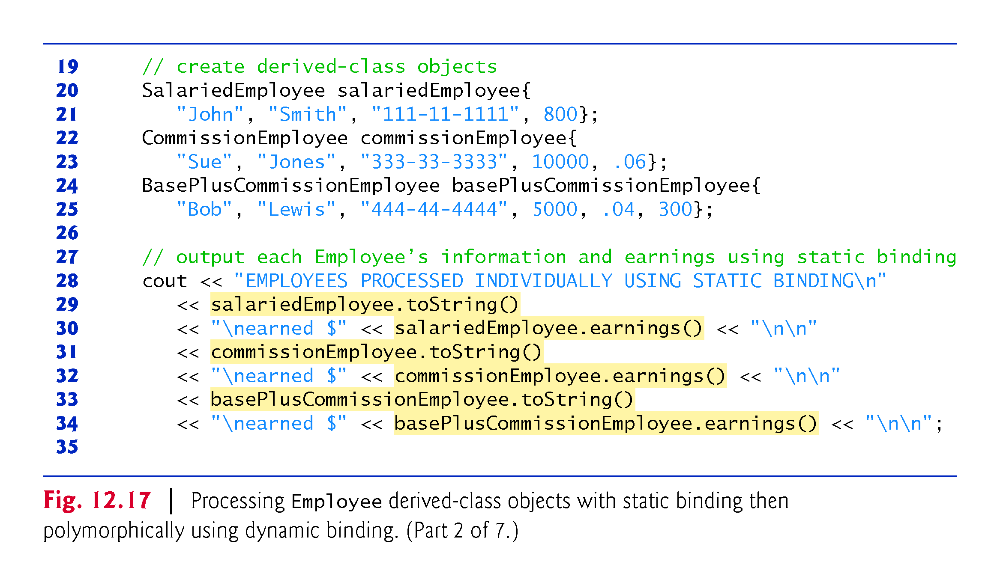 19 // create derived-class objects
20 SalariedEmployee salariedEmployee{
21 "John", "Smith", "111-11-1111", 800};
22 CommissionEmployee commissionEmployee{
23 "Sue", "Jones", "333-33-3333", 10000, .06};
24 BasePlusCommissionEmployee basePlusCommissionEmployee{
25 "Bob", "Lewis", "444-44-4444", 5000, .04, 300};
26
27 // output each Employee’s information and earnings using static binding
28 cout << "EMPLOYEES PROCESSED INDIVIDUALLY USING STATIC BINDING\n"
29 << salariedEmployee.toString()
30 << "\nearned $" << salariedEmployee.earnings() << "\n\n"
31 << commissionEmployee.toString()
32 << "\nearned $" << commissionEmployee.earnings() << "\n\n"
33 << basePlusCommissionEmployee.toString()
34 << "\nearned $" << basePlusCommissionEmployee.earnings() << "\n\n";
35
Fig. 12.17 | Processing Employee derived-class objects with static binding then
polymorphically using dynamic binding. (Part 2 of 7.)